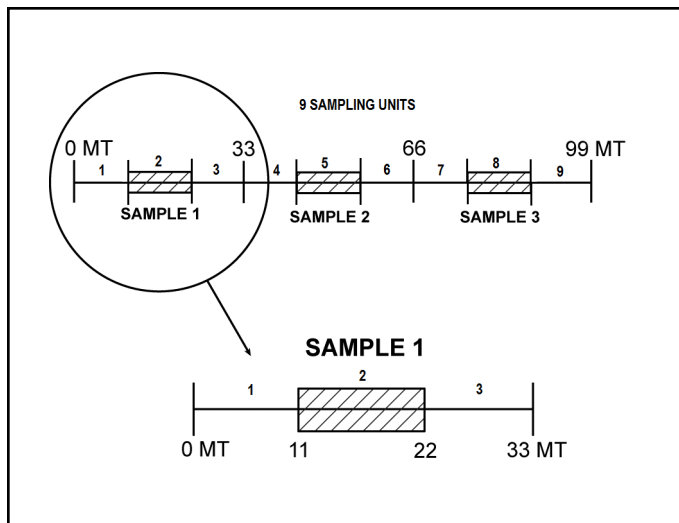 9 SAMPLING UNITS
0 MT 33 66 99 MT
1 2 3 4 5 6 7 8 9
SAMPLE 1 SAMPLE 2 SAMPLE 3
SAMPLE 1
1 2 3
0 MT 11 22 33 MT